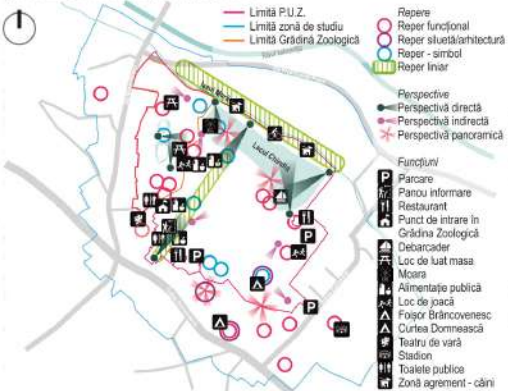 Limită P.U.Z.
Limită zonă de studiu
Limită Grădină Zoologică
Repere
Reper funcțional
Reper siluetă/arhitectură
Reper - simbol
Reper liniar
Perspective
Perspectivă directă
Perspectivă indirectă
Perspectivă panoramică
Funcțiuni
P Parcare
Panou informare
Restaurant
Punct de intrare în
Grădina Zoologică
Debarcader
Loc de luat masa
Moara
Alimentație publică
Loc de joacă
Foișor Brâncovenesc
Curtea Domnească
Teatru de vară
Stadion
Toalete publice
Zonă agrement - câini
Lacul
P
P
P